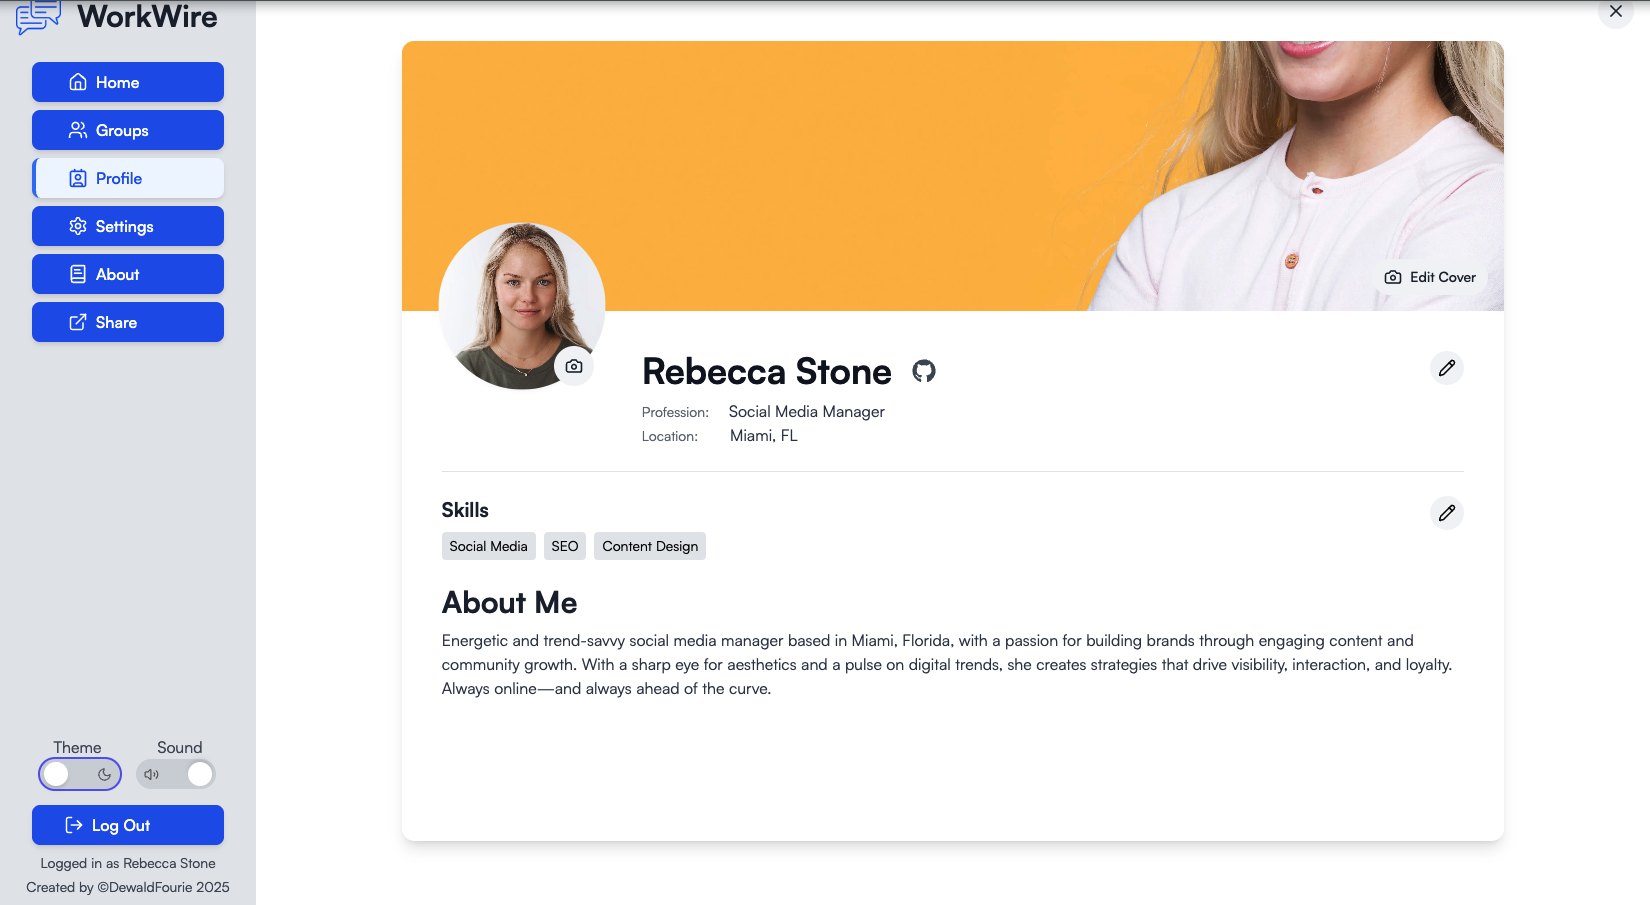 WorkWire
Home
Groups
Profile
Settings
About
Share
Theme
Sound
Log Out
Logged in as Rebecca Stone
Created by ©DewaldFourie 2025
Edit Cover
Rebecca Stone
Profession: Social Media Manager
Location: Miami, FL
Skills
Social Media
SEO
Content Design
About Me
Energetic and trend-savvy social media manager based in Miami, Florida, with a passion for building brands through engaging content and
community growth. With a sharp eye for aesthetics and a pulse on digital trends, she creates strategies that drive visibility, interaction, and loyalty.
Always online—and always ahead of the curve.